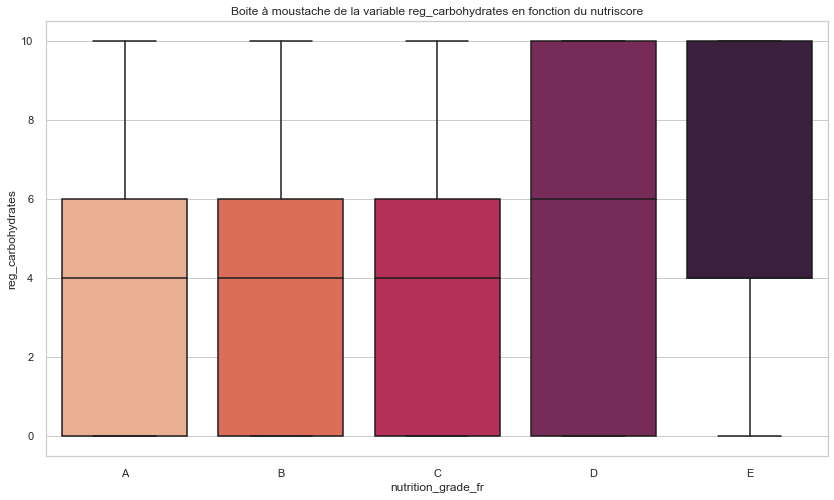 Boite à moustache de la variable reg_carbohydrates en fonction du nutriscore
10
8
6
4
2
0
reg_carbohydrates
A B C D E
nutrition_grade_fr